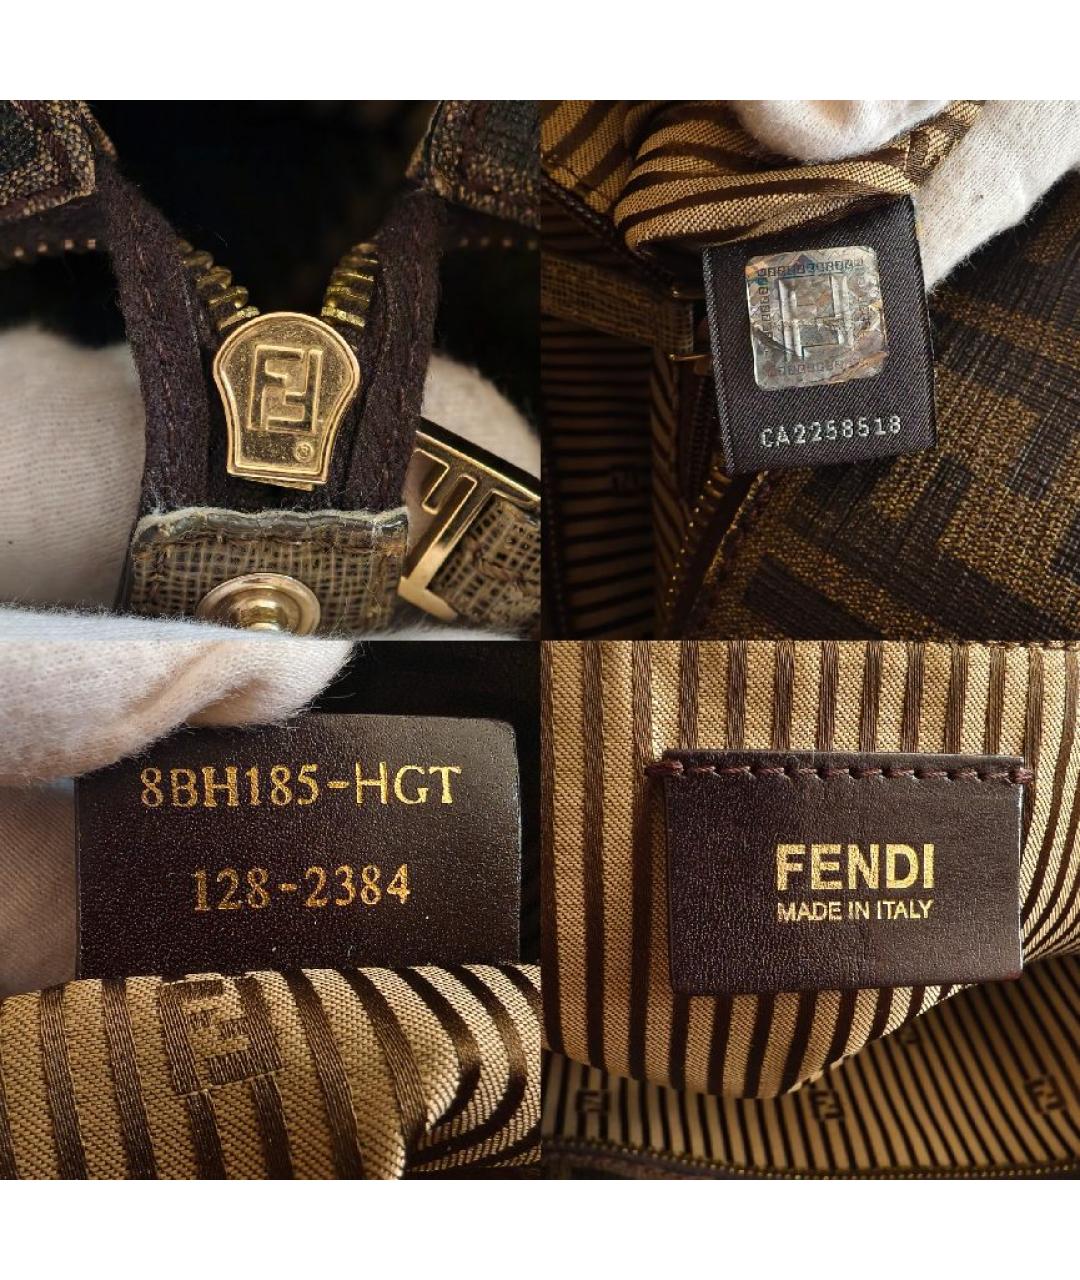 CA2258518
8BH185-HGT
128-2384
FENDI
MADE IN ITALY